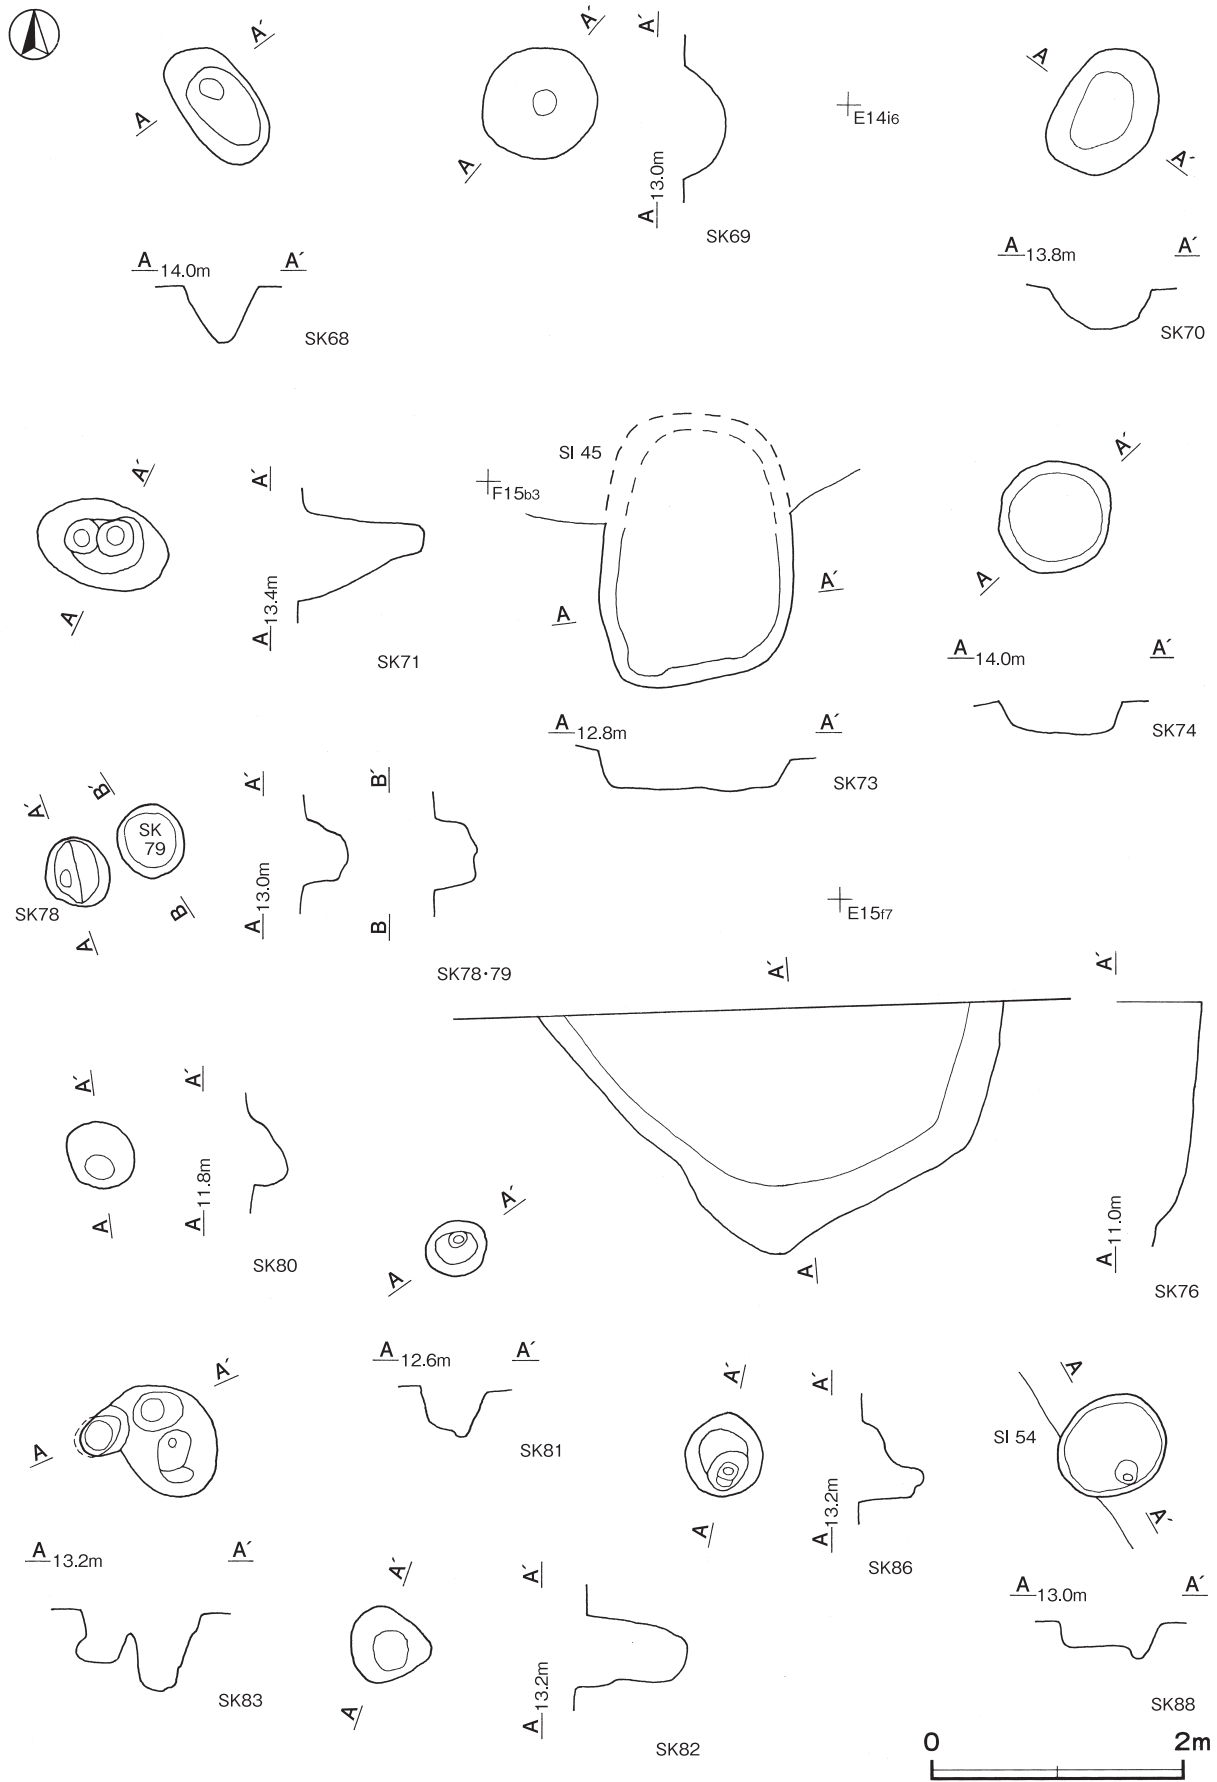 A A´
A A´
A´
A 13.0m
SK69
E14i6
A A´
A 14.0m A´
SK68
A 13.8m A´
SK70
A A´
A´
A 13.4m
SK71
SI 45
F15b3
A A´
A 12.8m A´
SK73
A A´
A 14.0m A´
SK74
A´ B´
SK
79
SK78
A B
A´
A 13.0m
B´
B
SK78・79
E15f7
A´
A
A´
A 11.0m
SK76
A´
A
A´
A 11.8m
SK80
A A´
A 12.6m A´
SK81
A A´
A 13.2m A´
SK83
A´
A
A´
A 13.2m
SK82
A´
A
A´
A 13.2m
SK86
SI 54
A A´
A 13.0m A´
SK88
0 2m